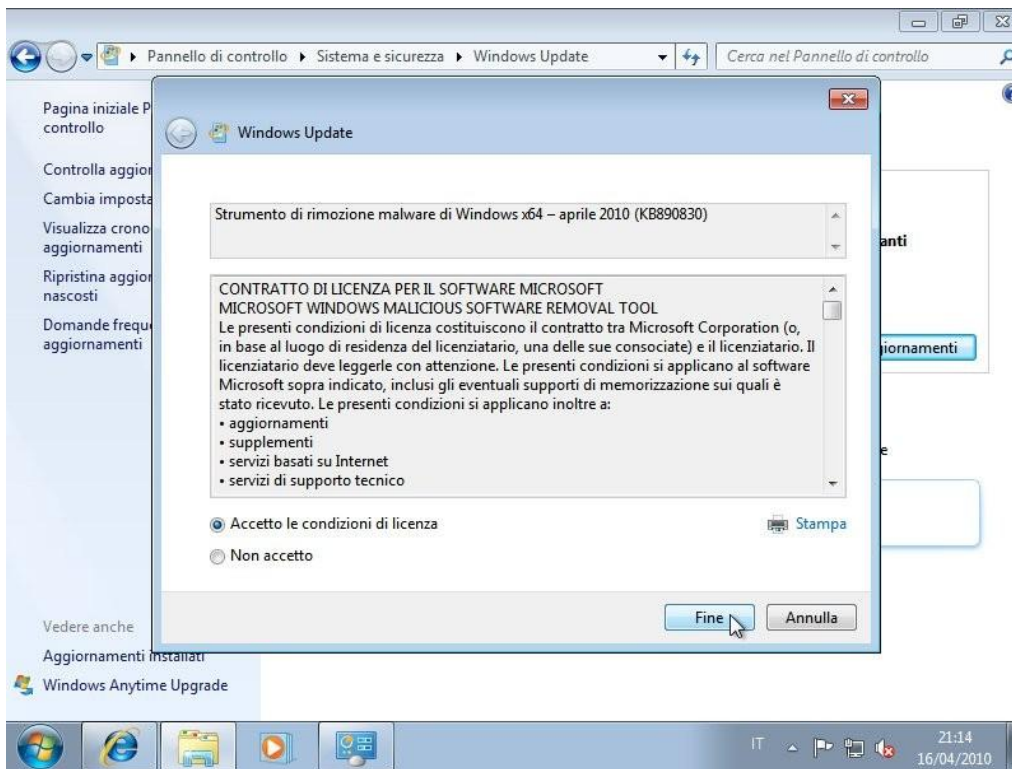 Pannello di controllo Sistema e sicurezza Windows Update
Cerca nel Pannello di controllo
Pagina iniziale P
controllo
Controlla aggior
Cambia imposta
Visualizza crono
aggiornamenti
Ripristina aggior
nascosti
Domande frequ
aggiornamenti
Vedere anche
Aggiornamenti installati
Windows Anytime Upgrade
Windows Update
Strumento di rimozione malware di Windows x64 – aprile 2010 (KB890830)
CONTRATTO DI LICENZA PER IL SOFTWARE MICROSOFT
MICROSOFT WINDOWS MALICIOUS SOFTWARE REMOVAL TOOL
Le presenti condizioni di licenza costituiscono il contratto tra Microsoft Corporation (o,
in base al luogo di residenza del licenziatario, una delle sue consociate) e il licenziatario. Il
licenziatario deve leggerle con attenzione. Le presenti condizioni si applicano al software
Microsoft sopra indicato, inclusi gli eventuali supporti di memorizzazione sui quali è
stato ricevuto. Le presenti condizioni si applicano inoltre a:
• aggiornamenti
• supplementi
• servizi basati su Internet
• servizi di supporto tecnico
Accetto le condizioni di licenza
Stampa
Non accetto
Fine
Annulla
anti
giornamenti
e
IT
21:14
16/04/2010